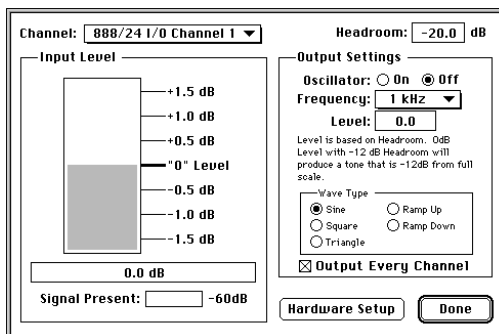 Channel: 888/24 I/O Channel 1
Headroom: -20.0 dB
Input Level
+1.5 dB
+1.0 dB
+0.5 dB
"0" Level
-0.5 dB
-1.0 dB
-1.5 dB
0.0 dB
Signal Present: -60dB
Output Settings
Oscillator: On Off
Frequency: 1 kHz
Level: 0.0
Level is based on Headroom. 0dB
Level with -12 dB Headroom will
produce a tone that is -12dB from full
scale.
Wave Type
Sine Ramp Up
Square Ramp Down
Triangle
Output Every Channel
Hardware Setup Done